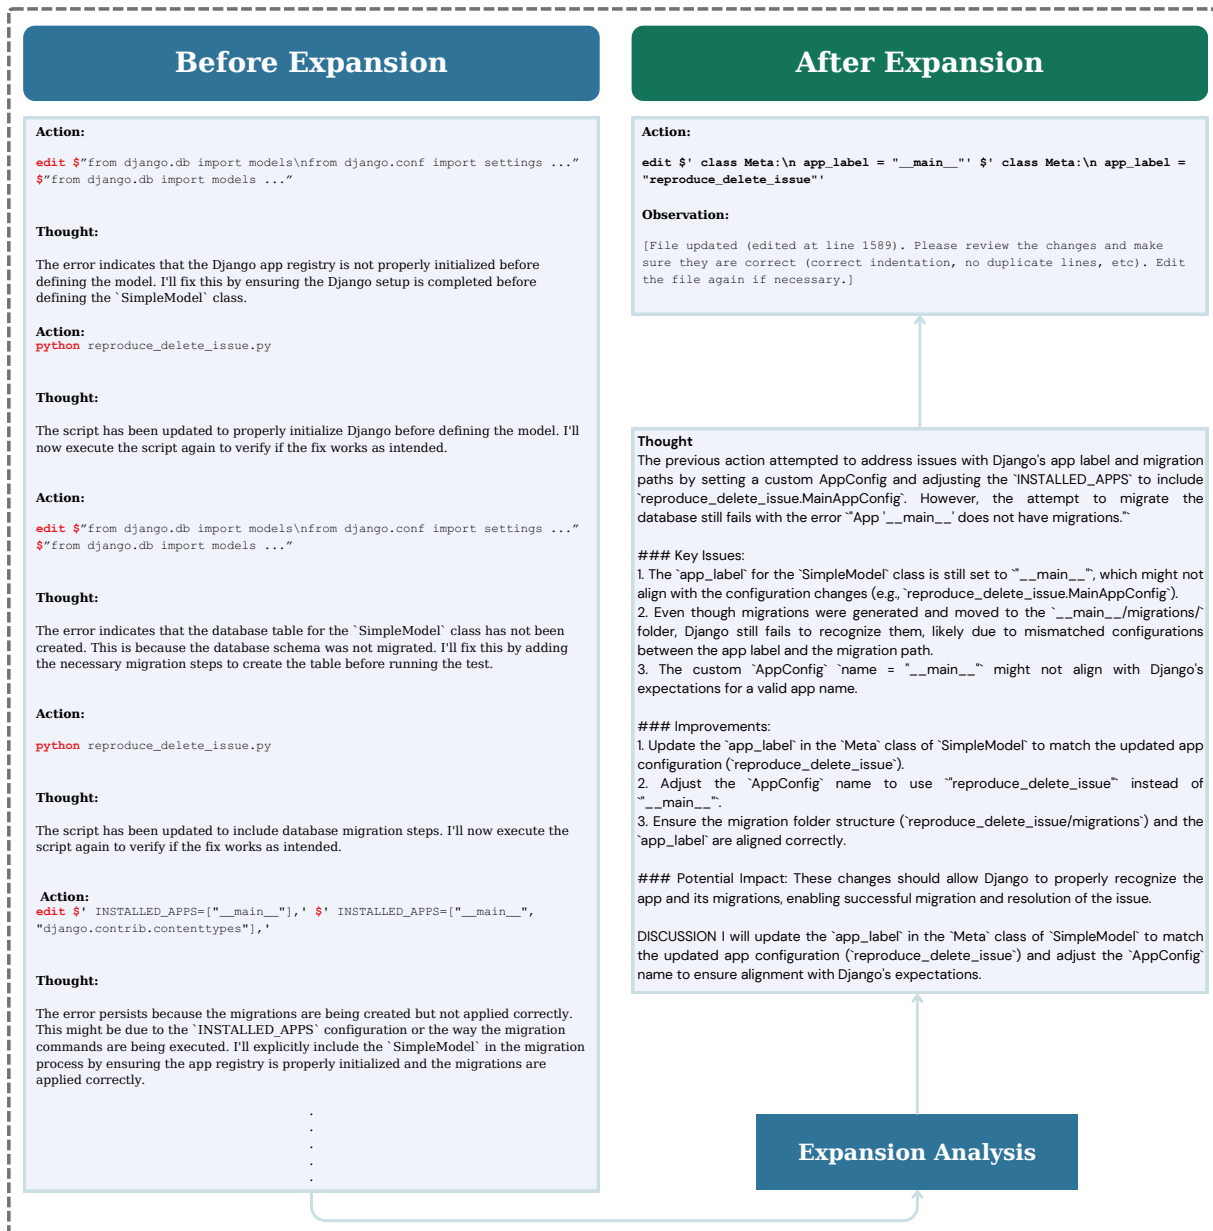 Before Expansion
Action:
edit $”from django.db import models\nfrom django.conf import settings ...”
$”from django.db import models ...”
Thought:
The error indicates that the Django app registry is not properly initialized before
defining the model. I'll fix this by ensuring the Django setup is completed before
defining the `SimpleModel` class.
Action:
python reproduce_delete_issue.py
Thought:
The script has been updated to properly initialize Django before defining the model. I'll
now execute the script again to verify if the fix works as intended.
Action:
edit $”from django.db import models\nfrom django.conf import settings ...”
$”from django.db import models ...”
Thought:
The error indicates that the database table for the `SimpleModel` class has not been
created. This is because the database schema was not migrated. I'll fix this by adding
the necessary migration steps to create the table before running the test.
Action:
python reproduce_delete_issue.py
Thought:
The script has been updated to include database migration steps. I'll now execute the
script again to verify if the fix works as intended.
Action:
edit $' INSTALLED_APPS=["__main__"],' $' INSTALLED_APPS=["__main__",
"django.contrib.contenttypes"],'
Thought:
The error persists because the migrations are being created but not applied correctly.
This might be due to the `INSTALLED_APPS` configuration or the way the migration
commands are being executed. I'll explicitly include the `SimpleModel` in the migration
process by ensuring the app registry is properly initialized and the migrations are
applied correctly.
.
.
.
.
.
After Expansion
Action:
edit $' class Meta:\n app_label = "__main__"' $' class Meta:\n app_label =
"reproduce_delete_issue"'
Observation:
[File updated (edited at line 1589). Please review the changes and make
sure they are correct (correct indentation, no duplicate lines, etc). Edit
the file again if necessary.]
Thought
The previous action attempted to address issues with Django's app label and migration
paths by setting a custom AppConfig and adjusting the `INSTALLED_APPS` to include
`reproduce_delete_issue.MainAppConfig`. However, the attempt to migrate the
database still fails with the error `"App '__main__' does not have migrations."`
### Key Issues:
1. The `app_label` for the `SimpleModel` class is still set to `"__main__"`, which might not
align with the configuration changes (e.g., `reproduce_delete_issue.MainAppConfig`).
2. Even though migrations were generated and moved to the `__main__/migrations/`
folder, Django still fails to recognize them, likely due to mismatched configurations
between the app label and the migration path.
3. The custom `AppConfig` `name = "__main__"` might not align with Django's
expectations for a valid app name.
### Improvements:
1. Update the `app_label` in the `Meta` class of `SimpleModel` to match the updated app
configuration (`reproduce_delete_issue`).
2. Adjust the `AppConfig` name to use `"reproduce_delete_issue"` instead of
`"__main__"`.
3. Ensure the migration folder structure (`reproduce_delete_issue/migrations`) and the
`app_label` are aligned correctly.
### Potential Impact: These changes should allow Django to properly recognize the
app and its migrations, enabling successful migration and resolution of the issue.
DISCUSSION I will update the `app_label` in the `Meta` class of `SimpleModel` to match
the updated app configuration (`reproduce_delete_issue`) and adjust the `AppConfig`
name to ensure alignment with Django's expectations.
Expansion Analysis